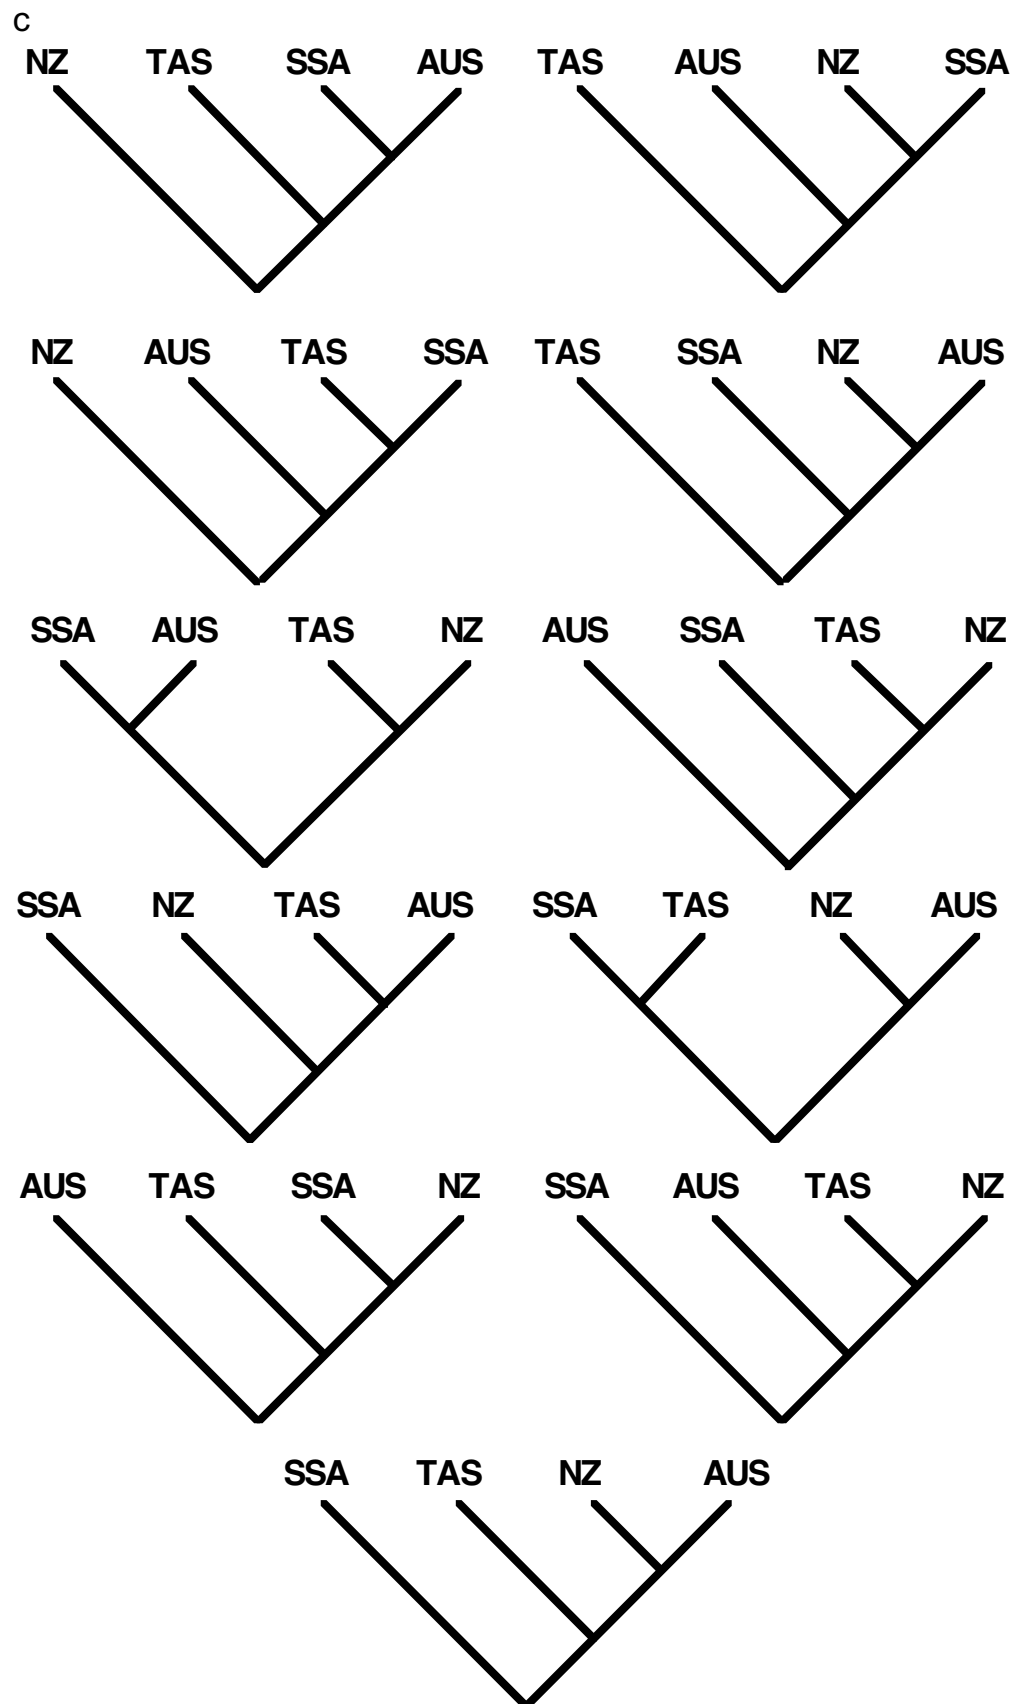 C
NZ TAS SSA AUS TAS AUS NZ SSA
NZ AUS TAS SSA TAS SSA NZ AUS
SSA AUS TAS NZ AUS SSA TAS NZ
SSA NZ TAS AUS SSA TAS NZ AUS
AUS TAS SSA NZ SSA AUS TAS NZ
SSA TAS NZ AUS